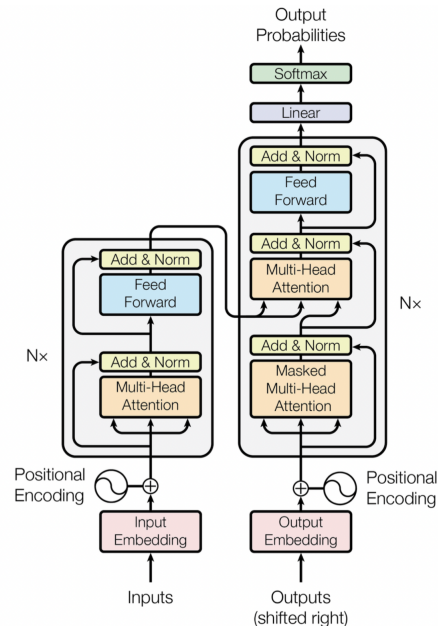 Output
Probabilities
Softmax
Linear
Add & Norm
Feed
Forward
Add & Norm
Multi-Head
Attention
Nx
Add & Norm
Masked
Multi-Head
Attention
Positional
Encoding
Output
Embedding
Outputs
(shifted right)
Add & Norm
Feed
Forward
Nx
Add & Norm
Multi-Head
Attention
Positional
Encoding
Input
Embedding
Inputs